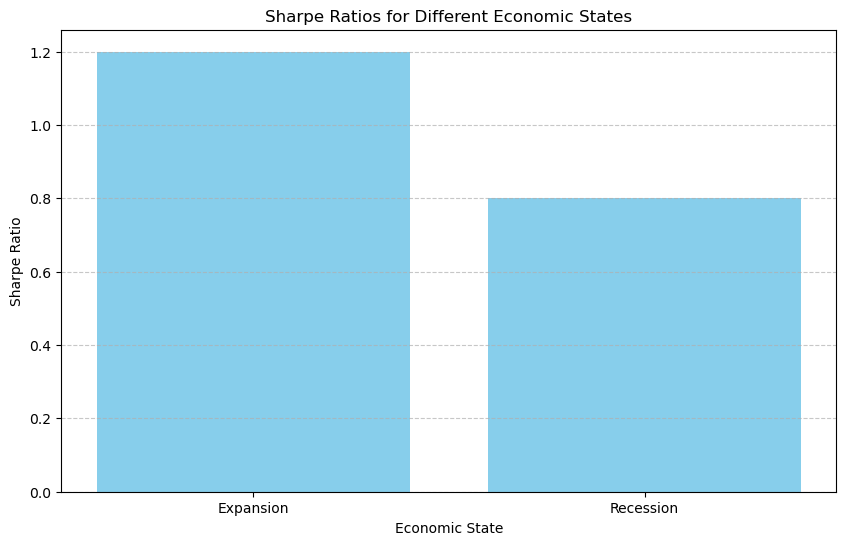 Sharpe Ratios for Different Economic States
1.2
1.0
0.8
0.6
0.4
0.2
0.0
Sharpe Ratio
Expansion
Recession
Economic State